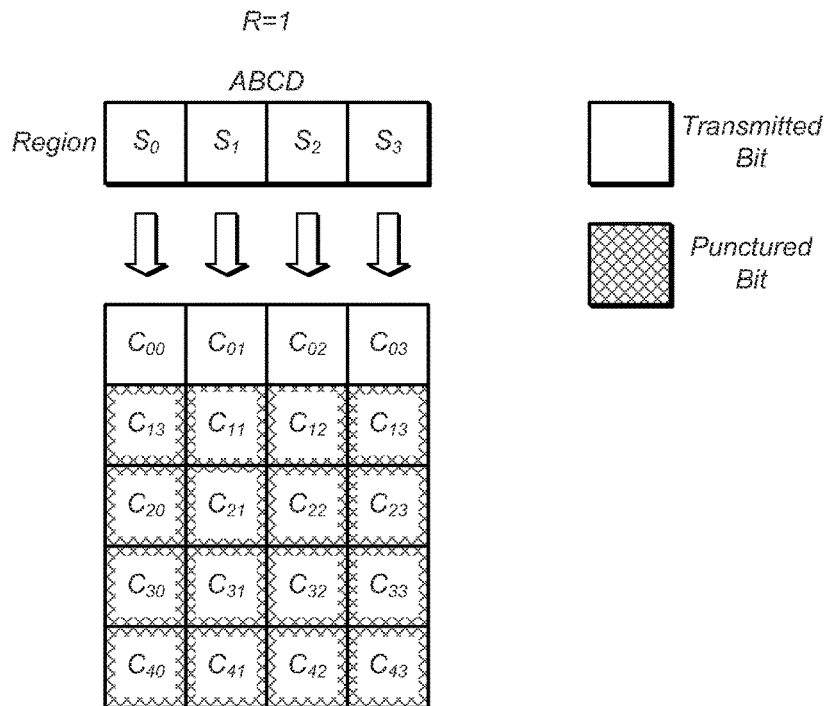 R=1
ABCD
Region S₀ S₁ S₂ S₃
Transmitted
Bit
Punctured
Bit
C₀₀ C₀₁ C₀₂ C₀₃
C₁₃ C₁₁ C₁₂ C₁₃
C₂₀ C₂₁ C₂₂ C₂₃
C₃₀ C₃₁ C₃₂ C₃₃
C₄₀ C₄₁ C₄₂ C₄₃